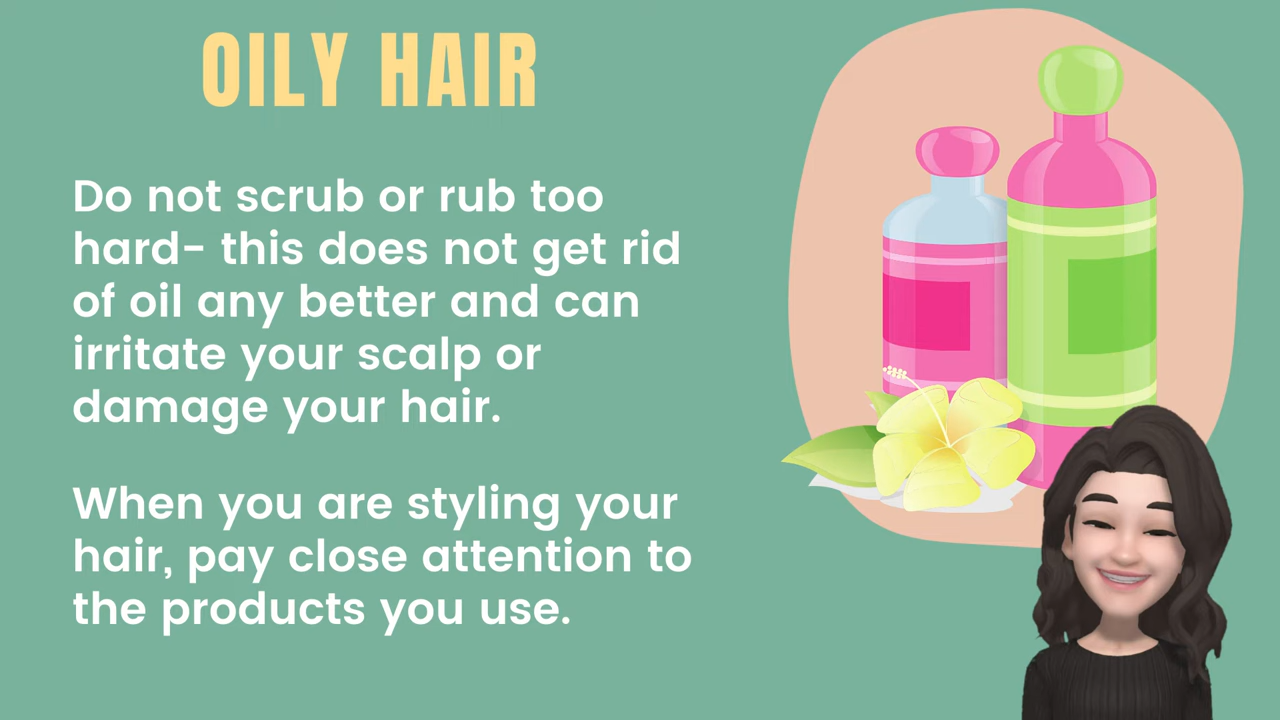 OILY HAIR
Do not scrub or rub too
hard- this does not get rid
of oil any better and can
irritate your scalp or
damage your hair.
When you are styling your
hair, pay close attention to
the products you use.